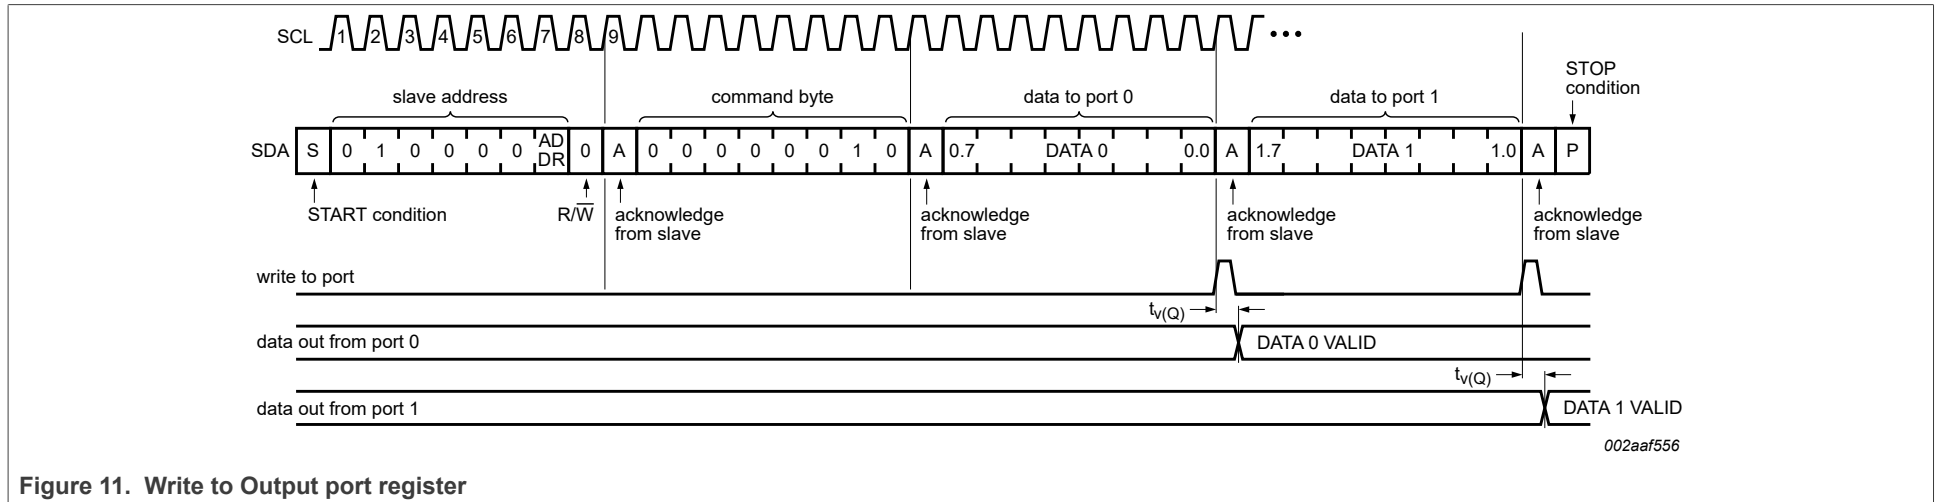 SCL 1 2 3 4 5 6 7 8 9
STOP
condition
slave address command byte data to port 0 data to port 1
SDA S 0 1 0 0 0 0 AD DR 0 A 0 0 0 0 0 0 1 0 A 0.7 DATA 0 0.0 A 1.7 DATA 1 1.0 A P
START condition R/W̅ acknowledge from slave acknowledge from slave acknowledge from slave acknowledge from slave
write to port
tv(Q)
data out from port 0 DATA 0 VALID
tv(Q)
data out from port 1 DATA 1 VALID
002aaf556
Figure 11. Write to Output port register